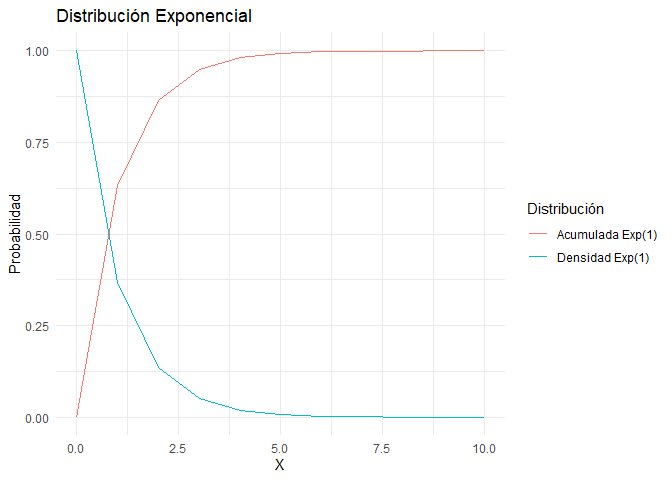 Distribución Exponencial
1.00
0.75
0.50
0.25
0.00
Probabilidad
0.0 2.5 5.0 7.5 10.0
X
Distribución
Acumulada Exp(1)
Densidad Exp(1)